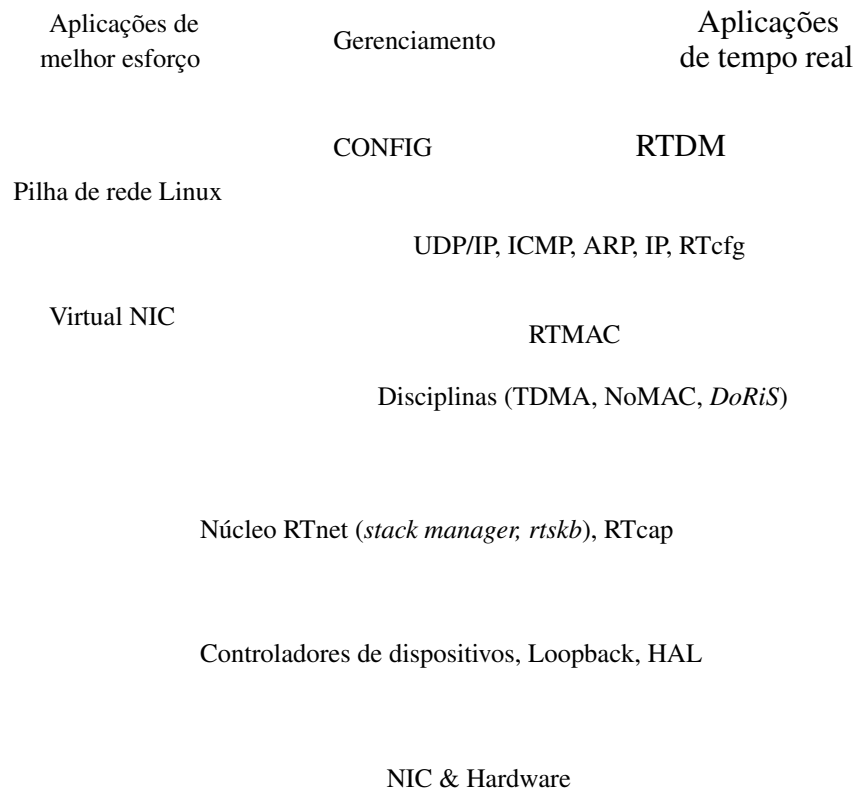 Aplicações de
melhor esforço
Gerenciamento
Aplicações
de tempo real
CONFIG
RTDM
Pilha de rede Linux
UDP/IP, ICMP, ARP, IP, RTcfg
Virtual NIC
RTMAC
Disciplinas (TDMA, NoMAC, DoRiS)
Núcleo RTnet (stack manager, rtskb), RTcap
Controladores de dispositivos, Loopback, HAL
NIC & Hardware